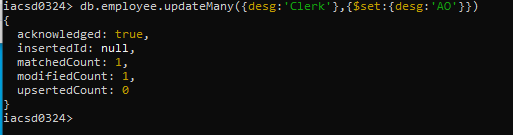 iacsd0324> db.employee.updateMany({desg:'Clerk'},{$set:{desg:'AO'}})
{
  acknowledged: true,
  insertedId: null,
  matchedCount: 1,
  modifiedCount: 1,
  upsertedCount: 0
}
iacsd0324>